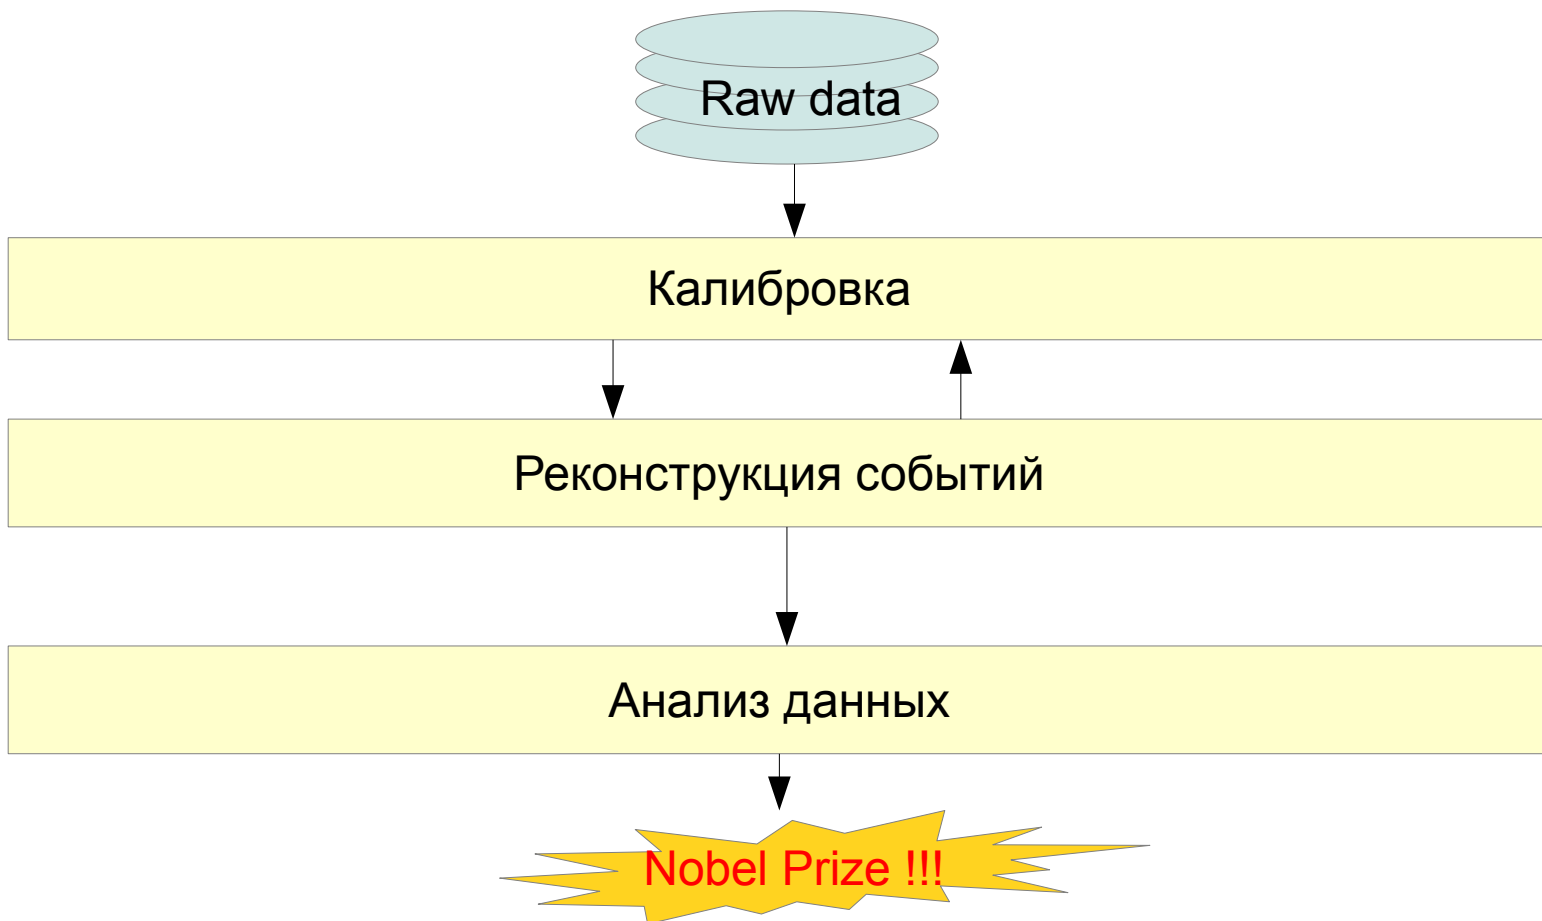 Raw data
Калибровка
Реконструкция событий
Анализ данных
Nobel Prize !!!